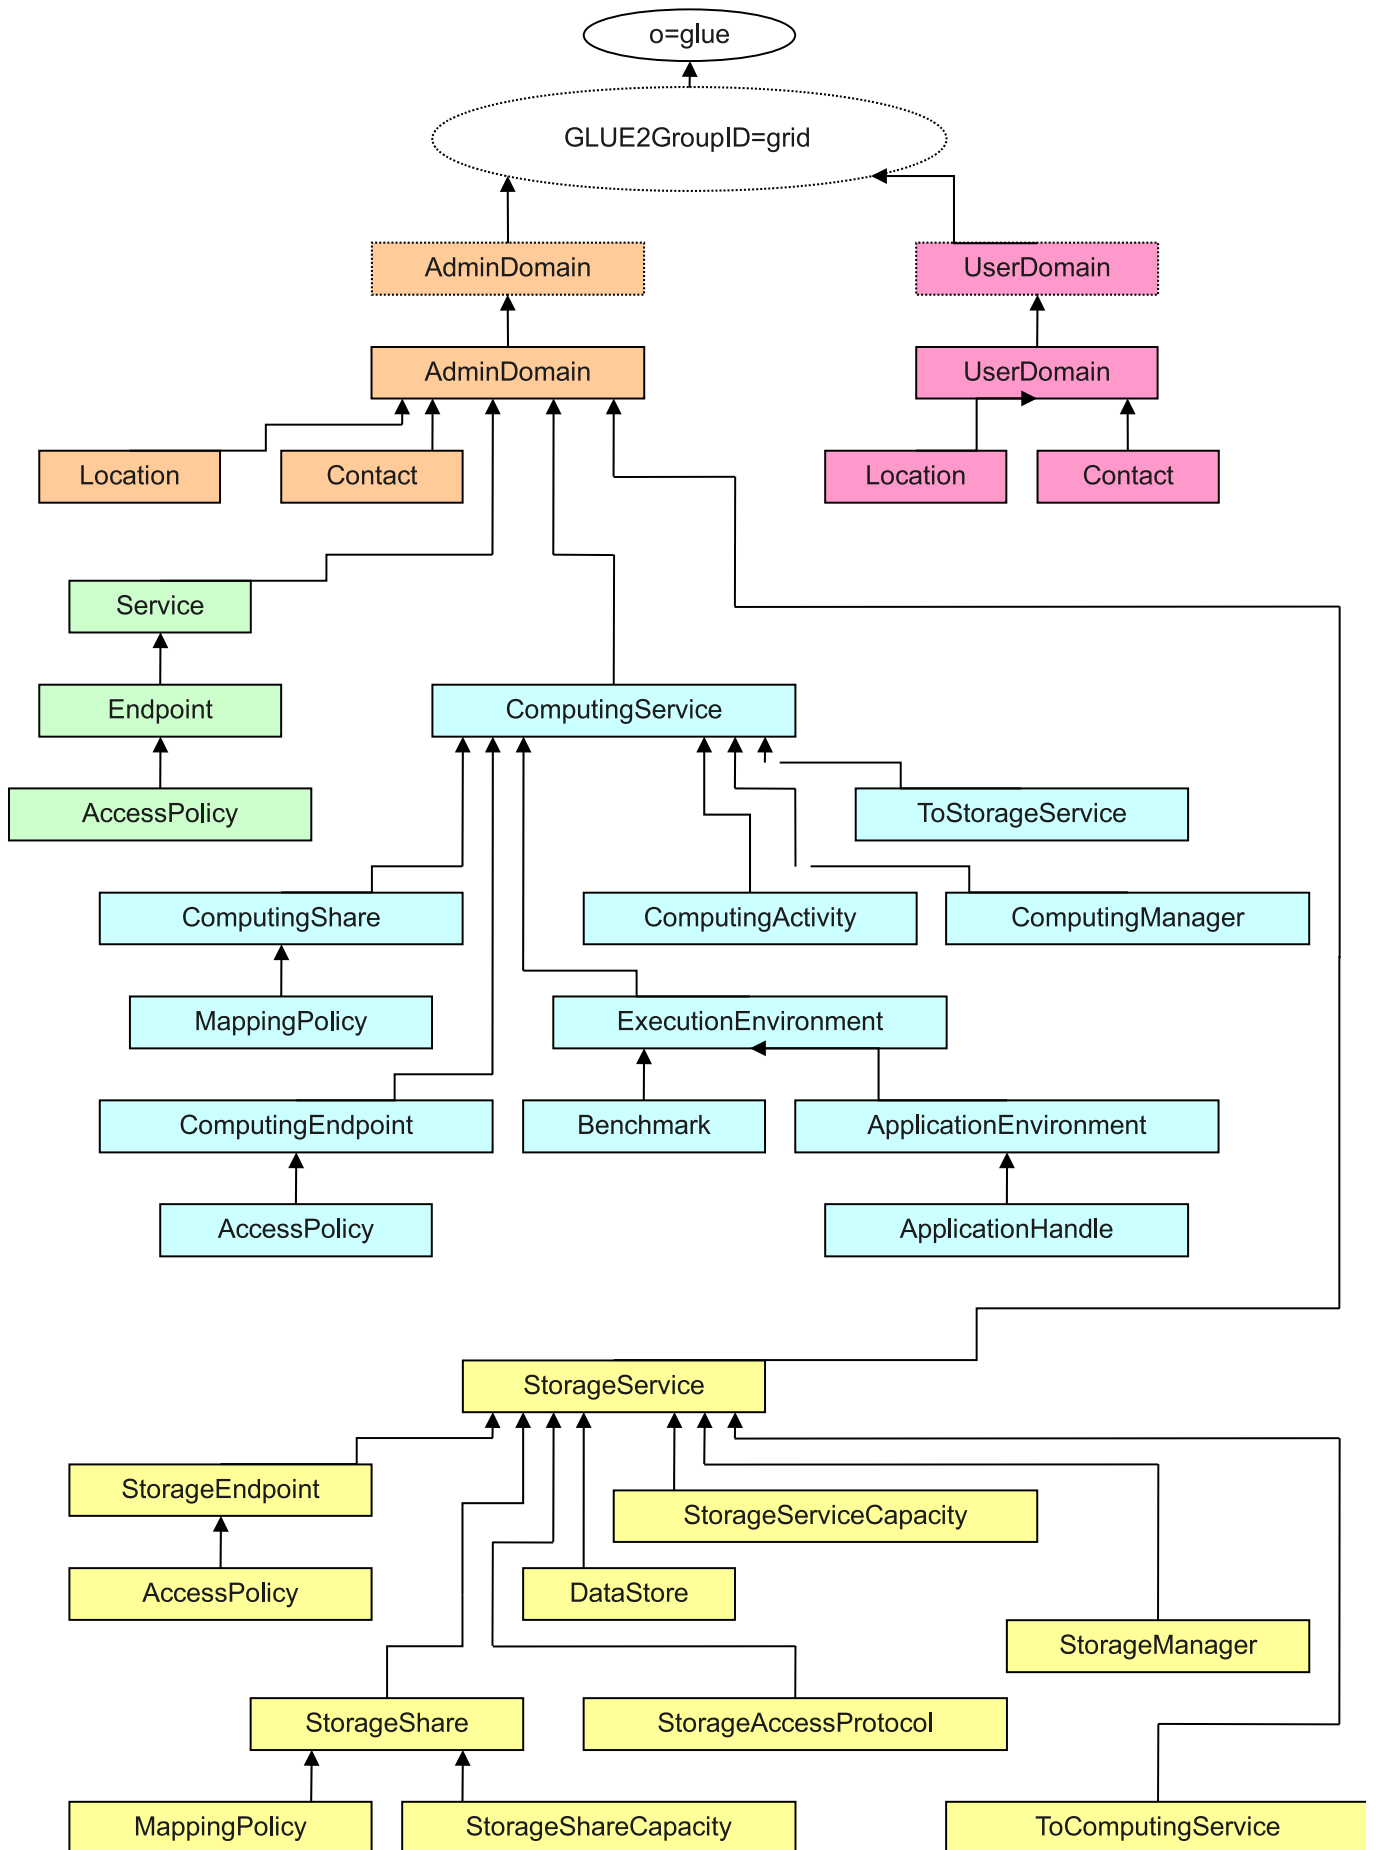 o=glue
GLUE2GroupID=grid
AdminDomain
UserDomain
AdminDomain
UserDomain
Location
Contact
Location
Contact
Service
Endpoint
ComputingService
AccessPolicy
ToStorageService
ComputingShare
ComputingActivity
ComputingManager
MappingPolicy
ExecutionEnvironment
ComputingEndpoint
Benchmark
ApplicationEnvironment
AccessPolicy
ApplicationHandle
StorageService
StorageEndpoint
StorageServiceCapacity
AccessPolicy
DataStore
StorageManager
StorageShare
StorageAccessProtocol
MappingPolicy
StorageShareCapacity
ToComputingService